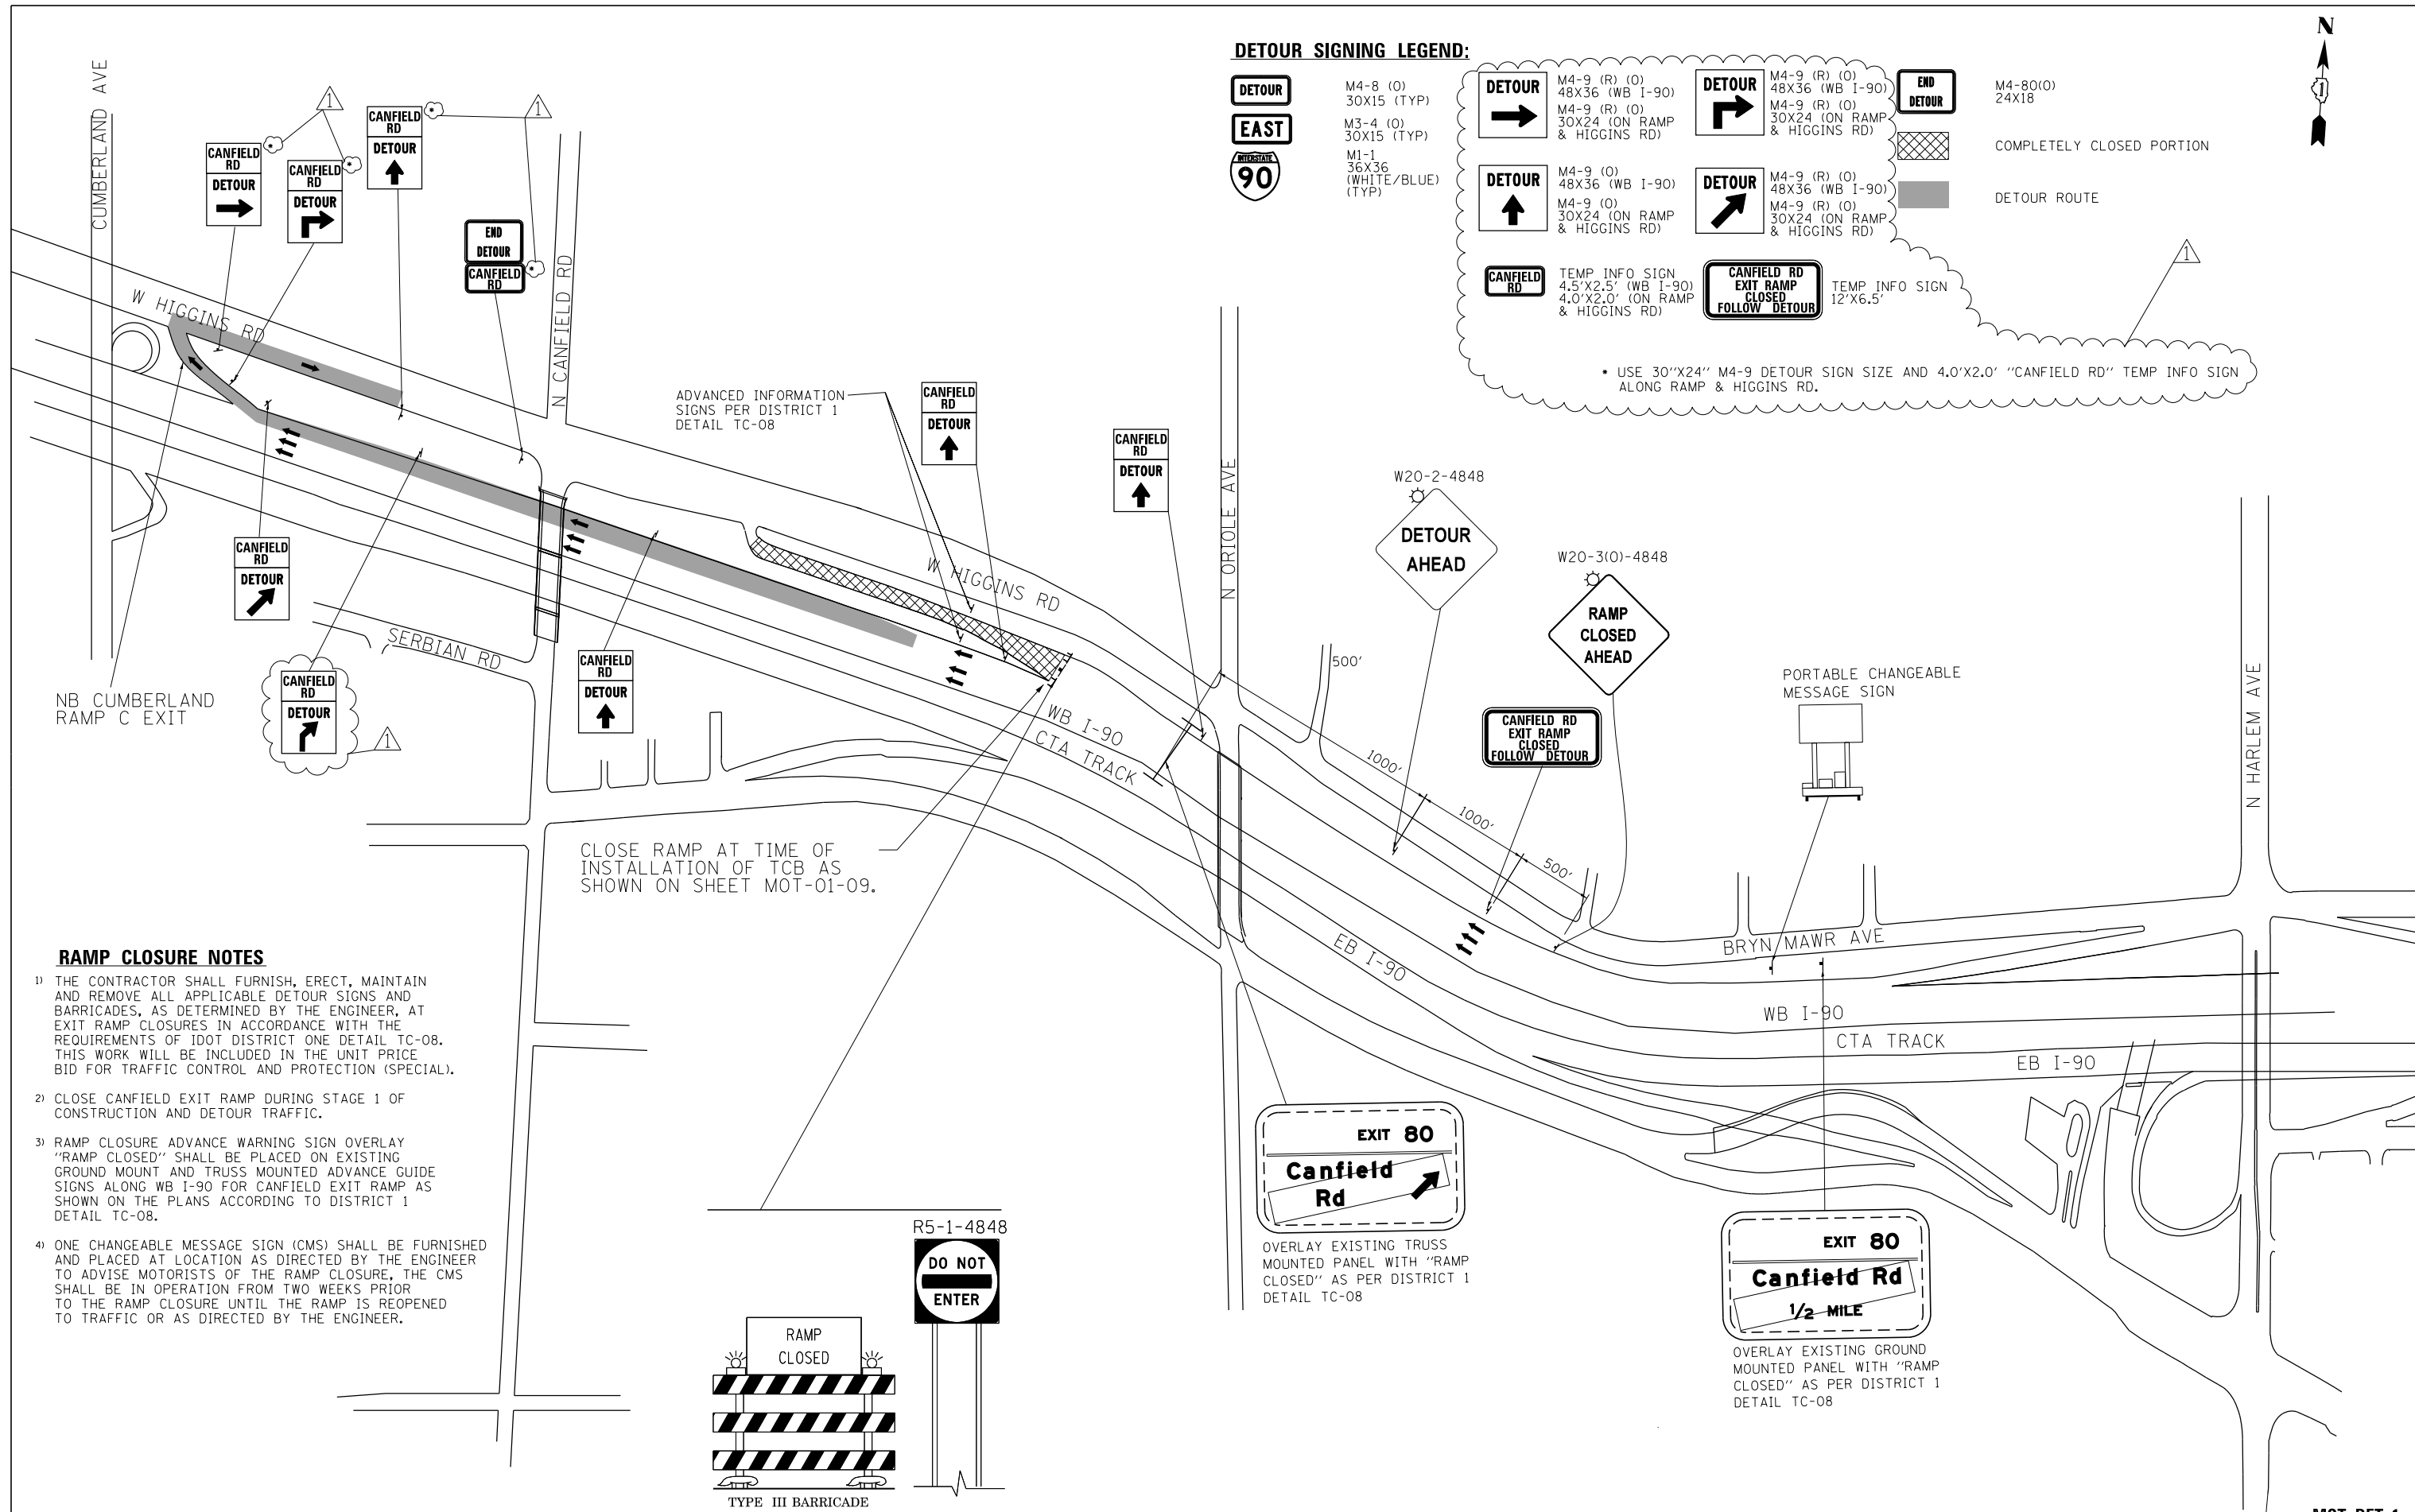 DETOUR SIGNING LEGEND:
DETOUR
M4-8 (O)
30X15 (TYP)
EAST
M3-4 (O)
30X15 (TYP)
INTERSTATE
90
M1-1
36X36
(WHITE/BLUE)
(TYP)
DETOUR
M4-9 (R) (O)
48X36 (WB I-90)
M4-9 (R) (O)
30X24 (ON RAMP
& HIGGINS RD)
DETOUR
M4-9 (R) (O)
48X36 (WB I-90)
M4-9 (R) (O)
30X24 (ON RAMP
& HIGGINS RD)
DETOUR
M4-9 (O)
48X36 (WB I-90)
M4-9 (O)
30X24 (ON RAMP
& HIGGINS RD)
DETOUR
M4-9 (R) (O)
48X36 (WB I-90)
M4-9 (R) (O)
30X24 (ON RAMP
& HIGGINS RD)
CANFIELD
RD
TEMP INFO SIGN
4.5'X2.5' (WB I-90)
4.0'X2.0' (ON RAMP
& HIGGINS RD)
CANFIELD RD
EXIT RAMP
CLOSED
FOLLOW DETOUR
TEMP INFO SIGN
12'X6.5'
* USE 30"X24" M4-9 DETOUR SIGN SIZE AND 4.0'X2.0' "CANFIELD RD" TEMP INFO SIGN
ALONG RAMP & HIGGINS RD.
1
END
DETOUR
M4-80(O)
24X18
COMPLETELY CLOSED PORTION
DETOUR ROUTE
N
1
CUMBERLAND AVE
1
1
CANFIELD
RD
DETOUR
*
CANFIELD
RD
DETOUR
*
CANFIELD
RD
DETOUR
*
END
DETOUR
CANFIELD
RD
*
N CANFIELD RD
W HIGGINS RD
ADVANCED INFORMATION
SIGNS PER DISTRICT 1
DETAIL TC-08
CANFIELD
RD
DETOUR
CANFIELD
RD
DETOUR
N ORIOLE AVE
W20-2-4848
DETOUR
AHEAD
W20-3(O)-4848
RAMP
CLOSED
AHEAD
W HIGGINS RD
CANFIELD
RD
DETOUR
SERBIAN RD
CANFIELD
RD
DETOUR
1
CANFIELD
RD
DETOUR
NB CUMBERLAND
RAMP C EXIT
WB I-90
CTA TRACK
500'
1000'
1000'
500'
CANFIELD RD
EXIT RAMP
CLOSED
FOLLOW DETOUR
PORTABLE CHANGEABLE
MESSAGE SIGN
N HARLEM AVE
CLOSE RAMP AT TIME OF
INSTALLATION OF TCB AS
SHOWN ON SHEET MOT-01-09.
EB I-90
BRYN MAWR AVE
WB I-90
CTA TRACK
EB I-90
RAMP CLOSURE NOTES
1) THE CONTRACTOR SHALL FURNISH, ERECT, MAINTAIN
AND REMOVE ALL APPLICABLE DETOUR SIGNS AND
BARRICADES, AS DETERMINED BY THE ENGINEER, AT
EXIT RAMP CLOSURES IN ACCORDANCE WITH THE
REQUIREMENTS OF IDOT DISTRICT ONE DETAIL TC-08.
THIS WORK WILL BE INCLUDED IN THE UNIT PRICE
BID FOR TRAFFIC CONTROL AND PROTECTION (SPECIAL).
2) CLOSE CANFIELD EXIT RAMP DURING STAGE 1 OF
CONSTRUCTION AND DETOUR TRAFFIC.
3) RAMP CLOSURE ADVANCE WARNING SIGN OVERLAY
"RAMP CLOSED" SHALL BE PLACED ON EXISTING
GROUND MOUNT AND TRUSS MOUNTED ADVANCE GUIDE
SIGNS ALONG WB I-90 FOR CANFIELD EXIT RAMP AS
SHOWN ON THE PLANS ACCORDING TO DISTRICT 1
DETAIL TC-08.
4) ONE CHANGEABLE MESSAGE SIGN (CMS) SHALL BE FURNISHED
AND PLACED AT LOCATION AS DIRECTED BY THE ENGINEER
TO ADVISE MOTORISTS OF THE RAMP CLOSURE, THE CMS
SHALL BE IN OPERATION FROM TWO WEEKS PRIOR
TO THE RAMP CLOSURE UNTIL THE RAMP IS REOPENED
TO TRAFFIC OR AS DIRECTED BY THE ENGINEER.
RAMP
CLOSED
TYPE III BARRICADE
R5-1-4848
DO NOT
ENTER
EXIT 80
Canfield
Rd
OVERLAY EXISTING TRUSS
MOUNTED PANEL WITH "RAMP
CLOSED" AS PER DISTRICT 1
DETAIL TC-08
EXIT 80
Canfield Rd
1/2 MILE
OVERLAY EXISTING GROUND
MOUNTED PANEL WITH "RAMP
CLOSED" AS PER DISTRICT 1
DETAIL TC-08